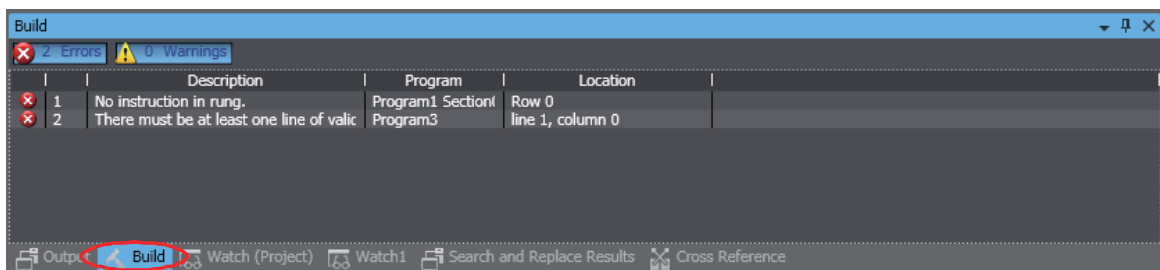 Build
2 Errors 0 Warnings
Description Program Location
1 No instruction in rung. Program1 Section( Row 0
2 There must be at least one line of valic Program3 line 1, column 0
Output Build Watch (Project) Watch1 Search and Replace Results Cross Reference